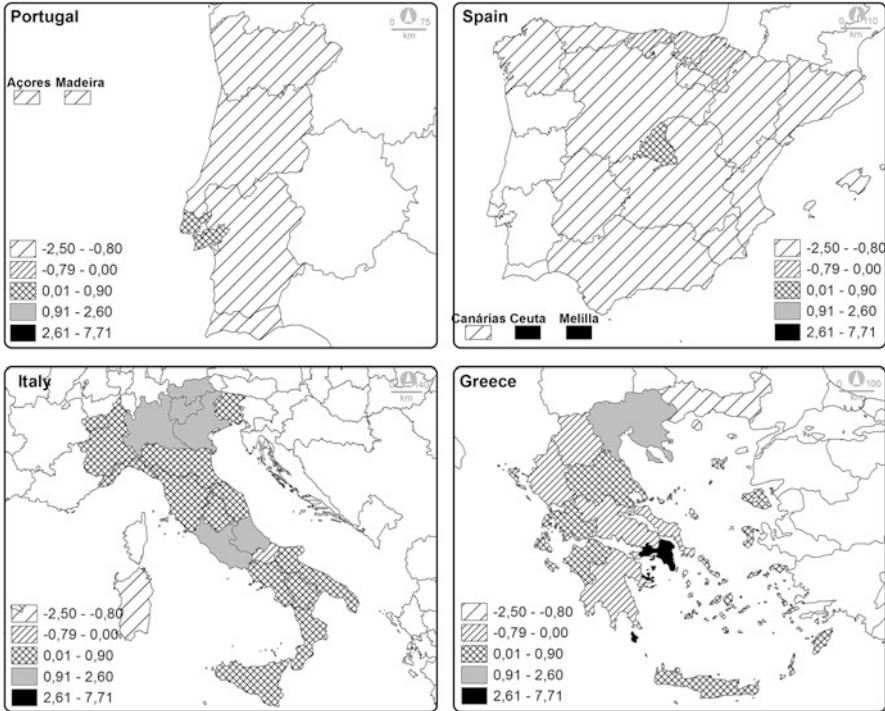 Portugal
0 75
km
Açores Madeira
-2,50 - -0,80
-0,79 - 0,00
0,01 - 0,90
0,91 - 2,60
2,61 - 7,71
Spain
0 110
km
-2,50 - -0,80
-0,79 - 0,00
0,01 - 0,90
0,91 - 2,60
2,61 - 7,71
Canárias Ceuta Melilla
Italy
0 140
km
-2,50 - -0,80
-0,79 - 0,00
0,01 - 0,90
0,91 - 2,60
2,61 - 7,71
Greece
0 100
km
-2,50 - -0,80
-0,79 - 0,00
0,01 - 0,90
0,91 - 2,60
2,61 - 7,71